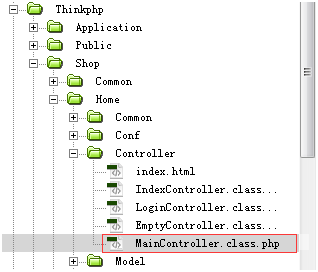 Thinkphp
Application
Public
Shop
Common
Home
Common
Conf
Controller
index.html
IndexController.class...
LoginController.class...
EmptyController.class...
MainController.class.php
Model